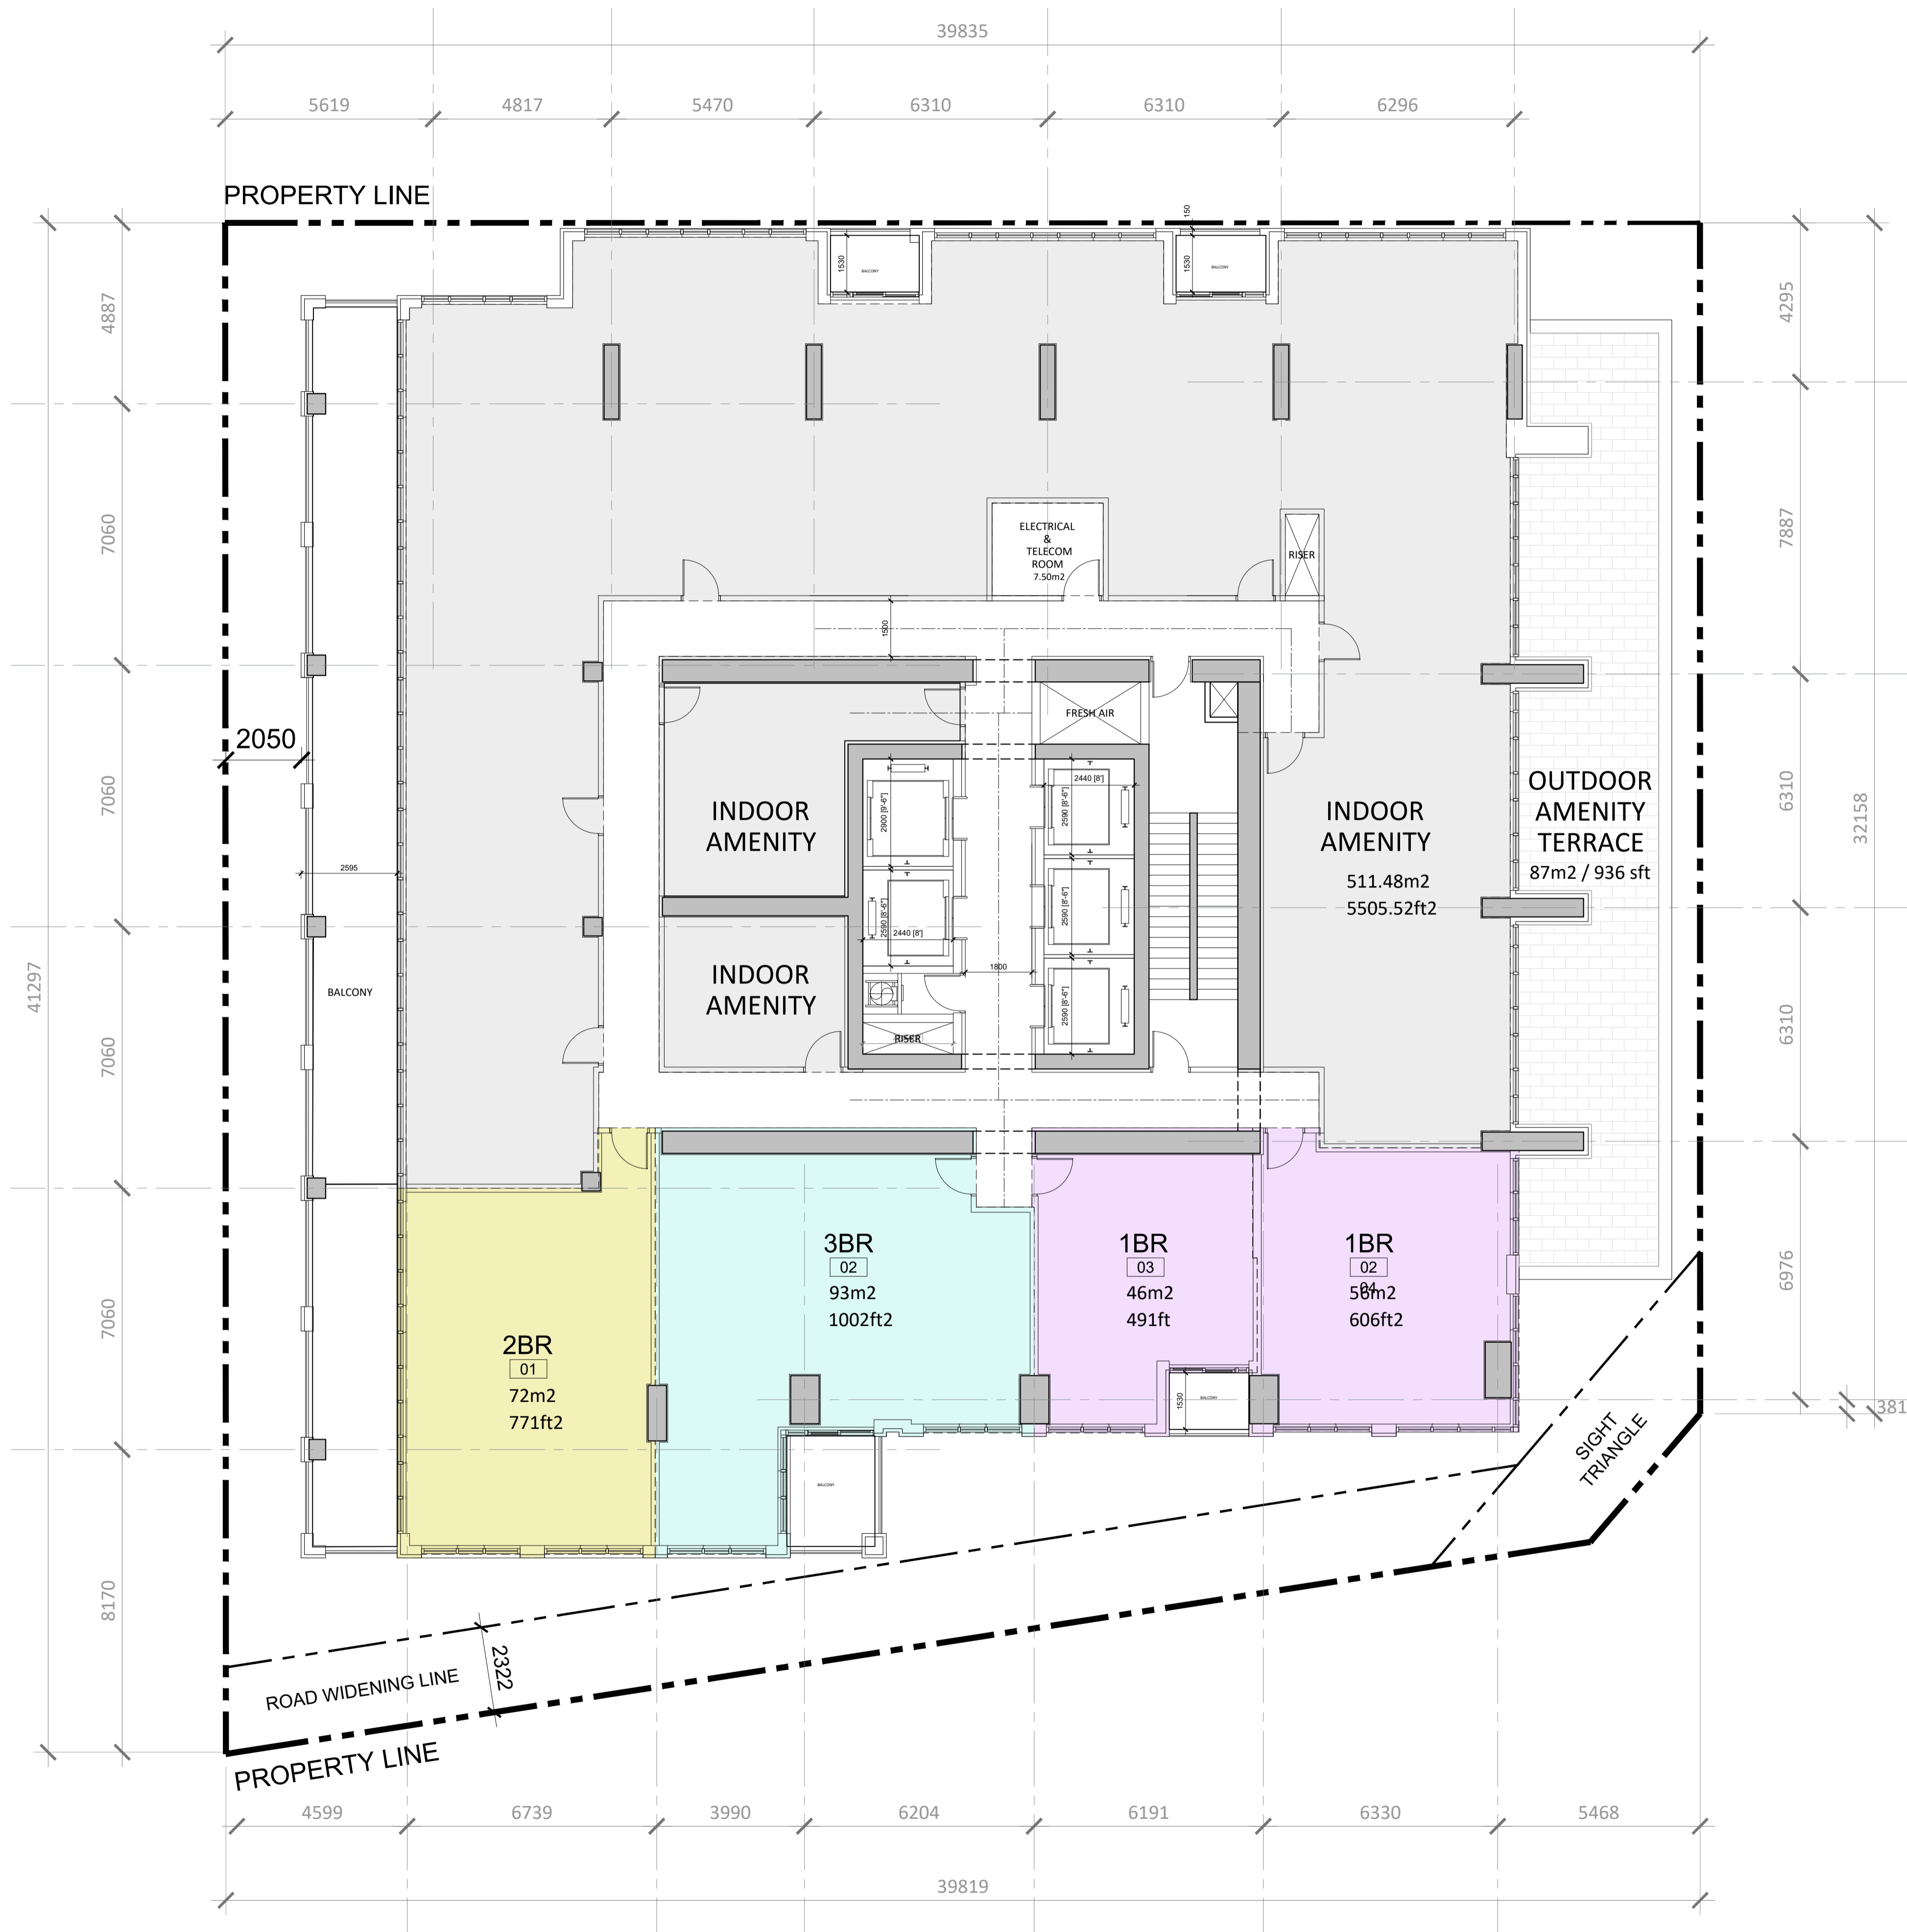 39835
5619
4817
5470
6310
6310
6296
PROPERTY LINE
150
1530
BALCONY
1530
BALCONY
4887
4295
7060
7887
ELECTRICAL
&
TELECOM
ROOM
7.50m2
RISER
1500
FRESH AIR
2050
7060
6310
32158
2440 [8']
2900 [9'-6"]
2590 [8'-6"]
INDOOR
AMENITY
INDOOR
AMENITY
511.48m2
5505.52ft2
OUTDOOR
AMENITY
TERRACE
87m2 / 936 sft
2595
2590 [8'-6"]
2440 [8']
2590 [8'-6"]
1800
41297
BALCONY
INDOOR
AMENITY
2590 [8'-6"]
RISER
7060
6310
3BR
02
93m2
1002ft2
1BR
03
46m2
491ft
1BR
02
04
56m2
606ft2
7060
6976
2BR
01
72m2
771ft2
1530
BALCONY
381
SIGHT
TRIANGLE
BALCONY
8170
2322
ROAD WIDENING LINE
PROPERTY LINE
4599
6739
3990
6204
6191
6330
5468
39819